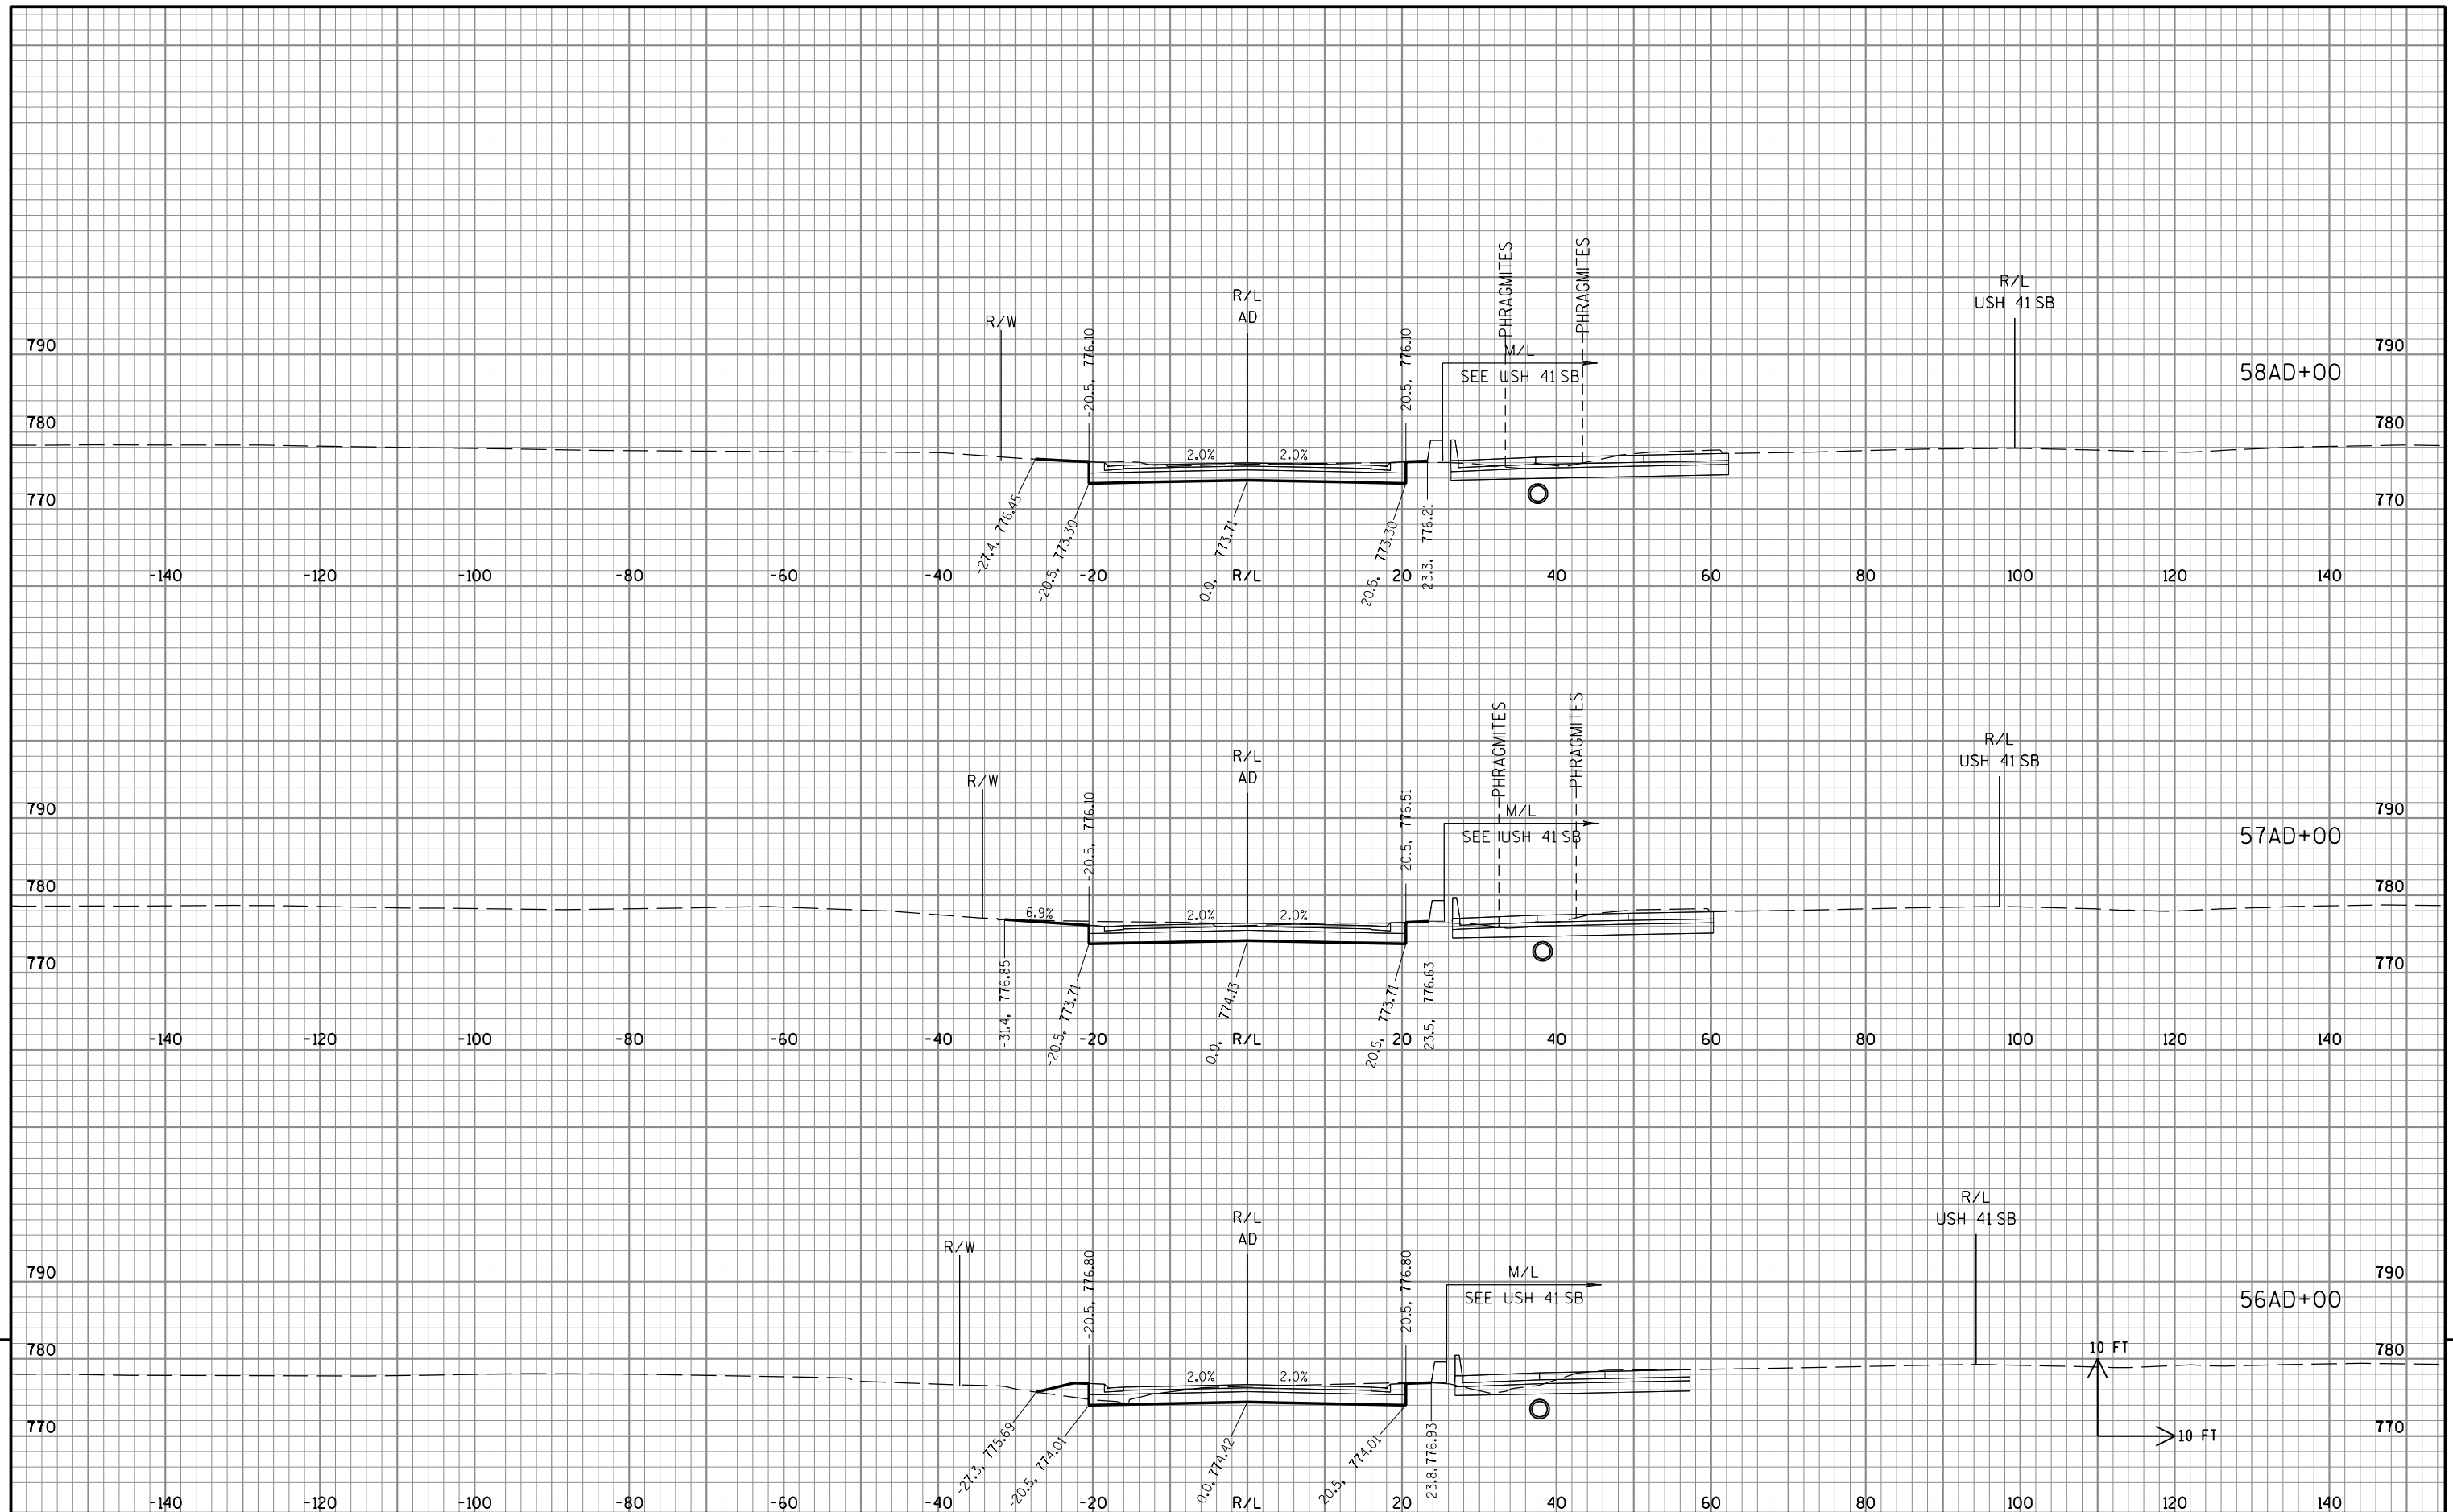 PHRAGMITES
PHRAGMITES
R/L
USH 41 SB
R/L
AD
R/W
-20.5, 776.10
20.5, 776.10
M/L
SEE USH 41 SB
790
790
58AD+00
780
780
2.0%
2.0%
770
770
-27.4, 776.45
-20.5, 773.30
0.0, 773.71
20.5, 773.30
23.3, 776.21
-140 -120 -100 -80 -60 -40 -20 R/L 20 40 60 80 100 120 140
PHRAGMITES
PHRAGMITES
R/L
USH 41 SB
R/L
AD
R/W
-20.5, 776.10
20.5, 776.51
M/L
SEE USH 41 SB
790
790
57AD+00
780
780
6.9%
2.0%
2.0%
770
770
-31.4, 776.85
-20.5, 773.71
0.0, 774.13
20.5, 773.71
23.5, 776.63
-140 -120 -100 -80 -60 -40 -20 R/L 20 40 60 80 100 120 140
R/L
USH 41 SB
R/L
AD
R/W
-20.5, 776.80
20.5, 776.80
M/L
SEE USH 41 SB
790
790
56AD+00
780
780
10 FT
2.0%
2.0%
770
770
10 FT
-27.3, 775.69
-20.5, 774.01
0.0, 774.42
20.5, 774.01
23.8, 776.93
-140 -120 -100 -80 -60 -40 -20 R/L 20 40 60 80 100 120 140